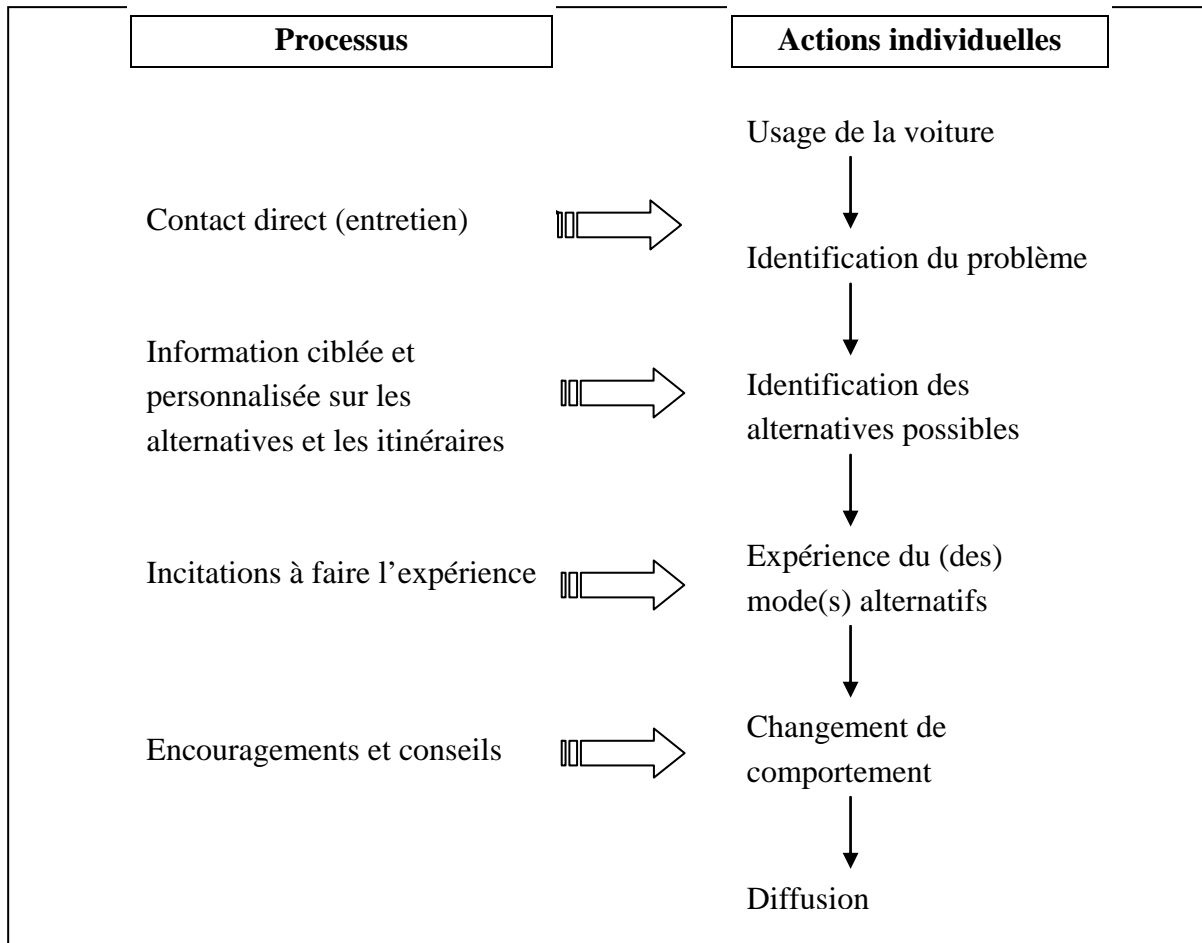 Processus
Actions individuelles
Usage de la voiture
Contact direct (entretien)
Identification du problème
Information ciblée et
personnalisée sur les
alternatives et les itinéraires
Identification des
alternatives possibles
Incitations à faire l’expérience
Expérience du (des)
mode(s) alternatifs
Encouragements et conseils
Changement de
comportement
Diffusion